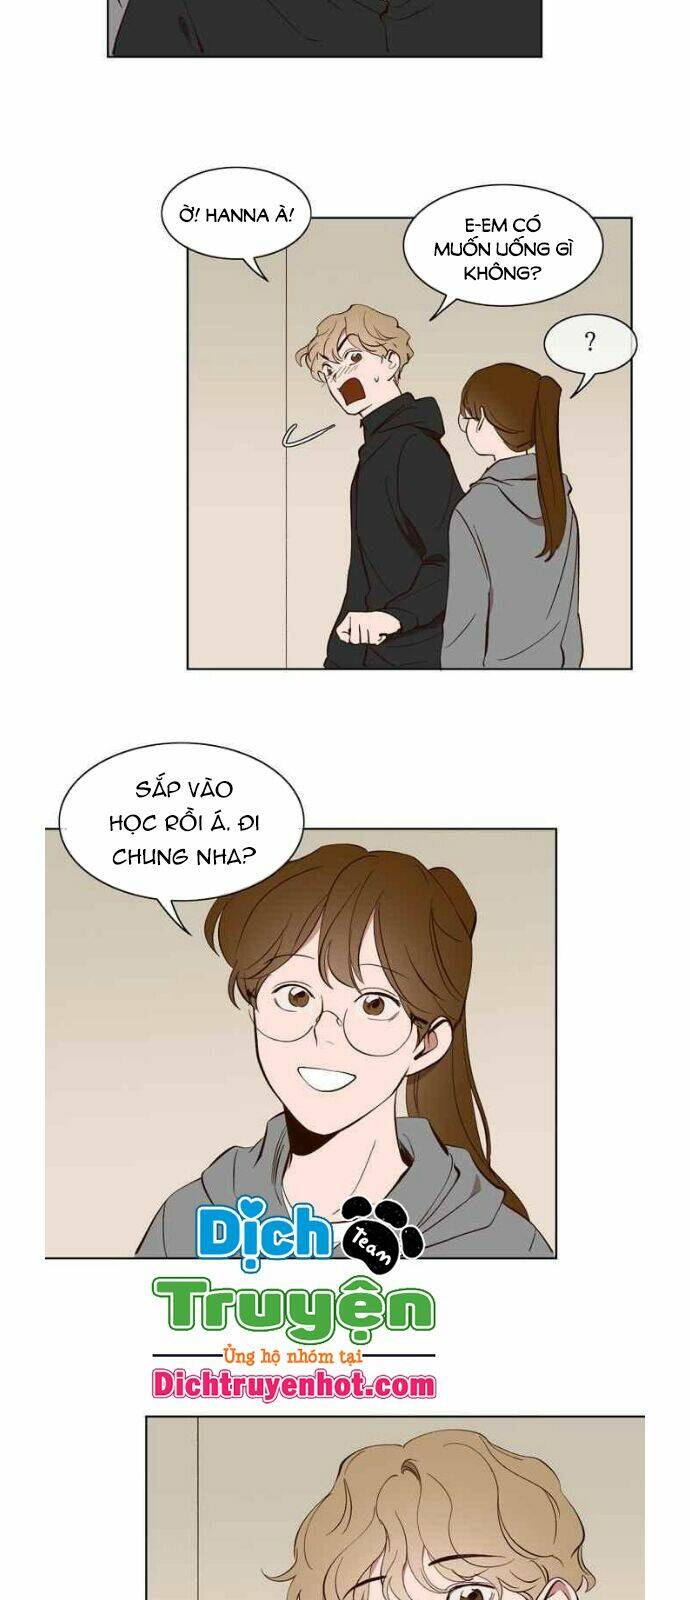 Ờ! HANNA À!
E-EM CÓ
MUỐN UỐNG GÌ
KHÔNG?
?
SẮP VÀO
HỌC RỒI Á, ĐI
CHUNG NHA?
Dịch
Team
Truyện
Ủng hộ nhóm tại
Dichtruyenhot.com